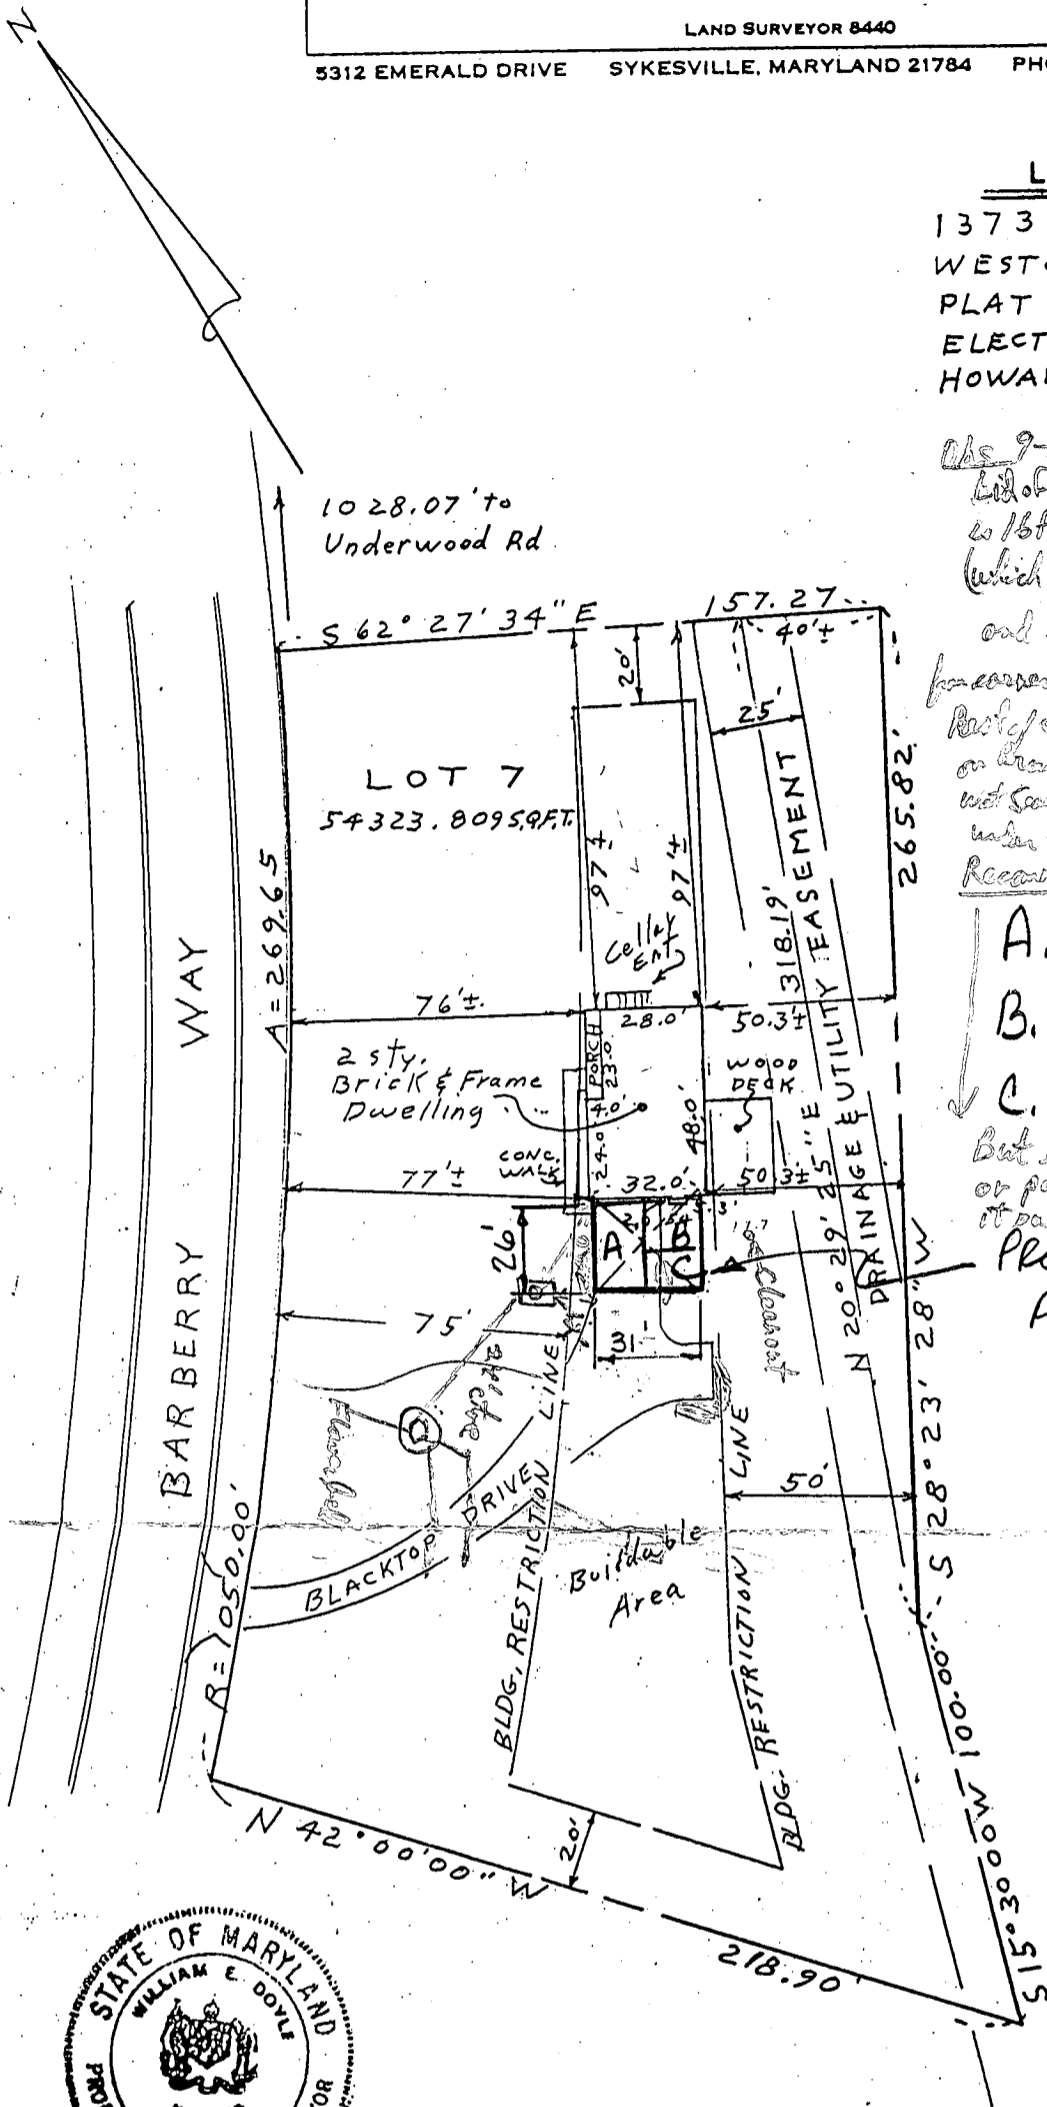 LAND SURVEYOR 8440
5312 EMERALD DRIVE SYKESVILLE, MARYLAND 21784
N
1373
PLAT
1028.07' to
Underwood Rd.
S 62° 27' 34" E
157.27
40'±
20'
25'
LOT 7
54323.809 SQ.FT.
A=269.65
97'±
97'±
318.19'
265.82'
Cellar
Ent
76'±
28.0'
50.3'±
2 sty.
Brick & Frame
Dwelling
PORCH
23.0
4.0'
24.0'
48.0'
WOOD
DECK
CONC.
WALK
77'±
32.0'
50.3±
DRAINAGE & UTILITY EASEMENT
N 20° 29' 25" E
26'
A
B
C
A.
B.
C.
But
75'
31'
Cleanout
Flowerbed
BARBERRY WAY
R=1050.00'
BLACKTOP DRIVE
BLDG. RESTRICTION LINE
BLDG. RESTRICTION LINE
Buildable
Area
50'
S 28° 23' 28" W
100.00
S 15° 30' 00 W
N 42° 00' 00" W
20'
218.90'
STATE OF MARYLAND
WILLIAM E. DOYLE